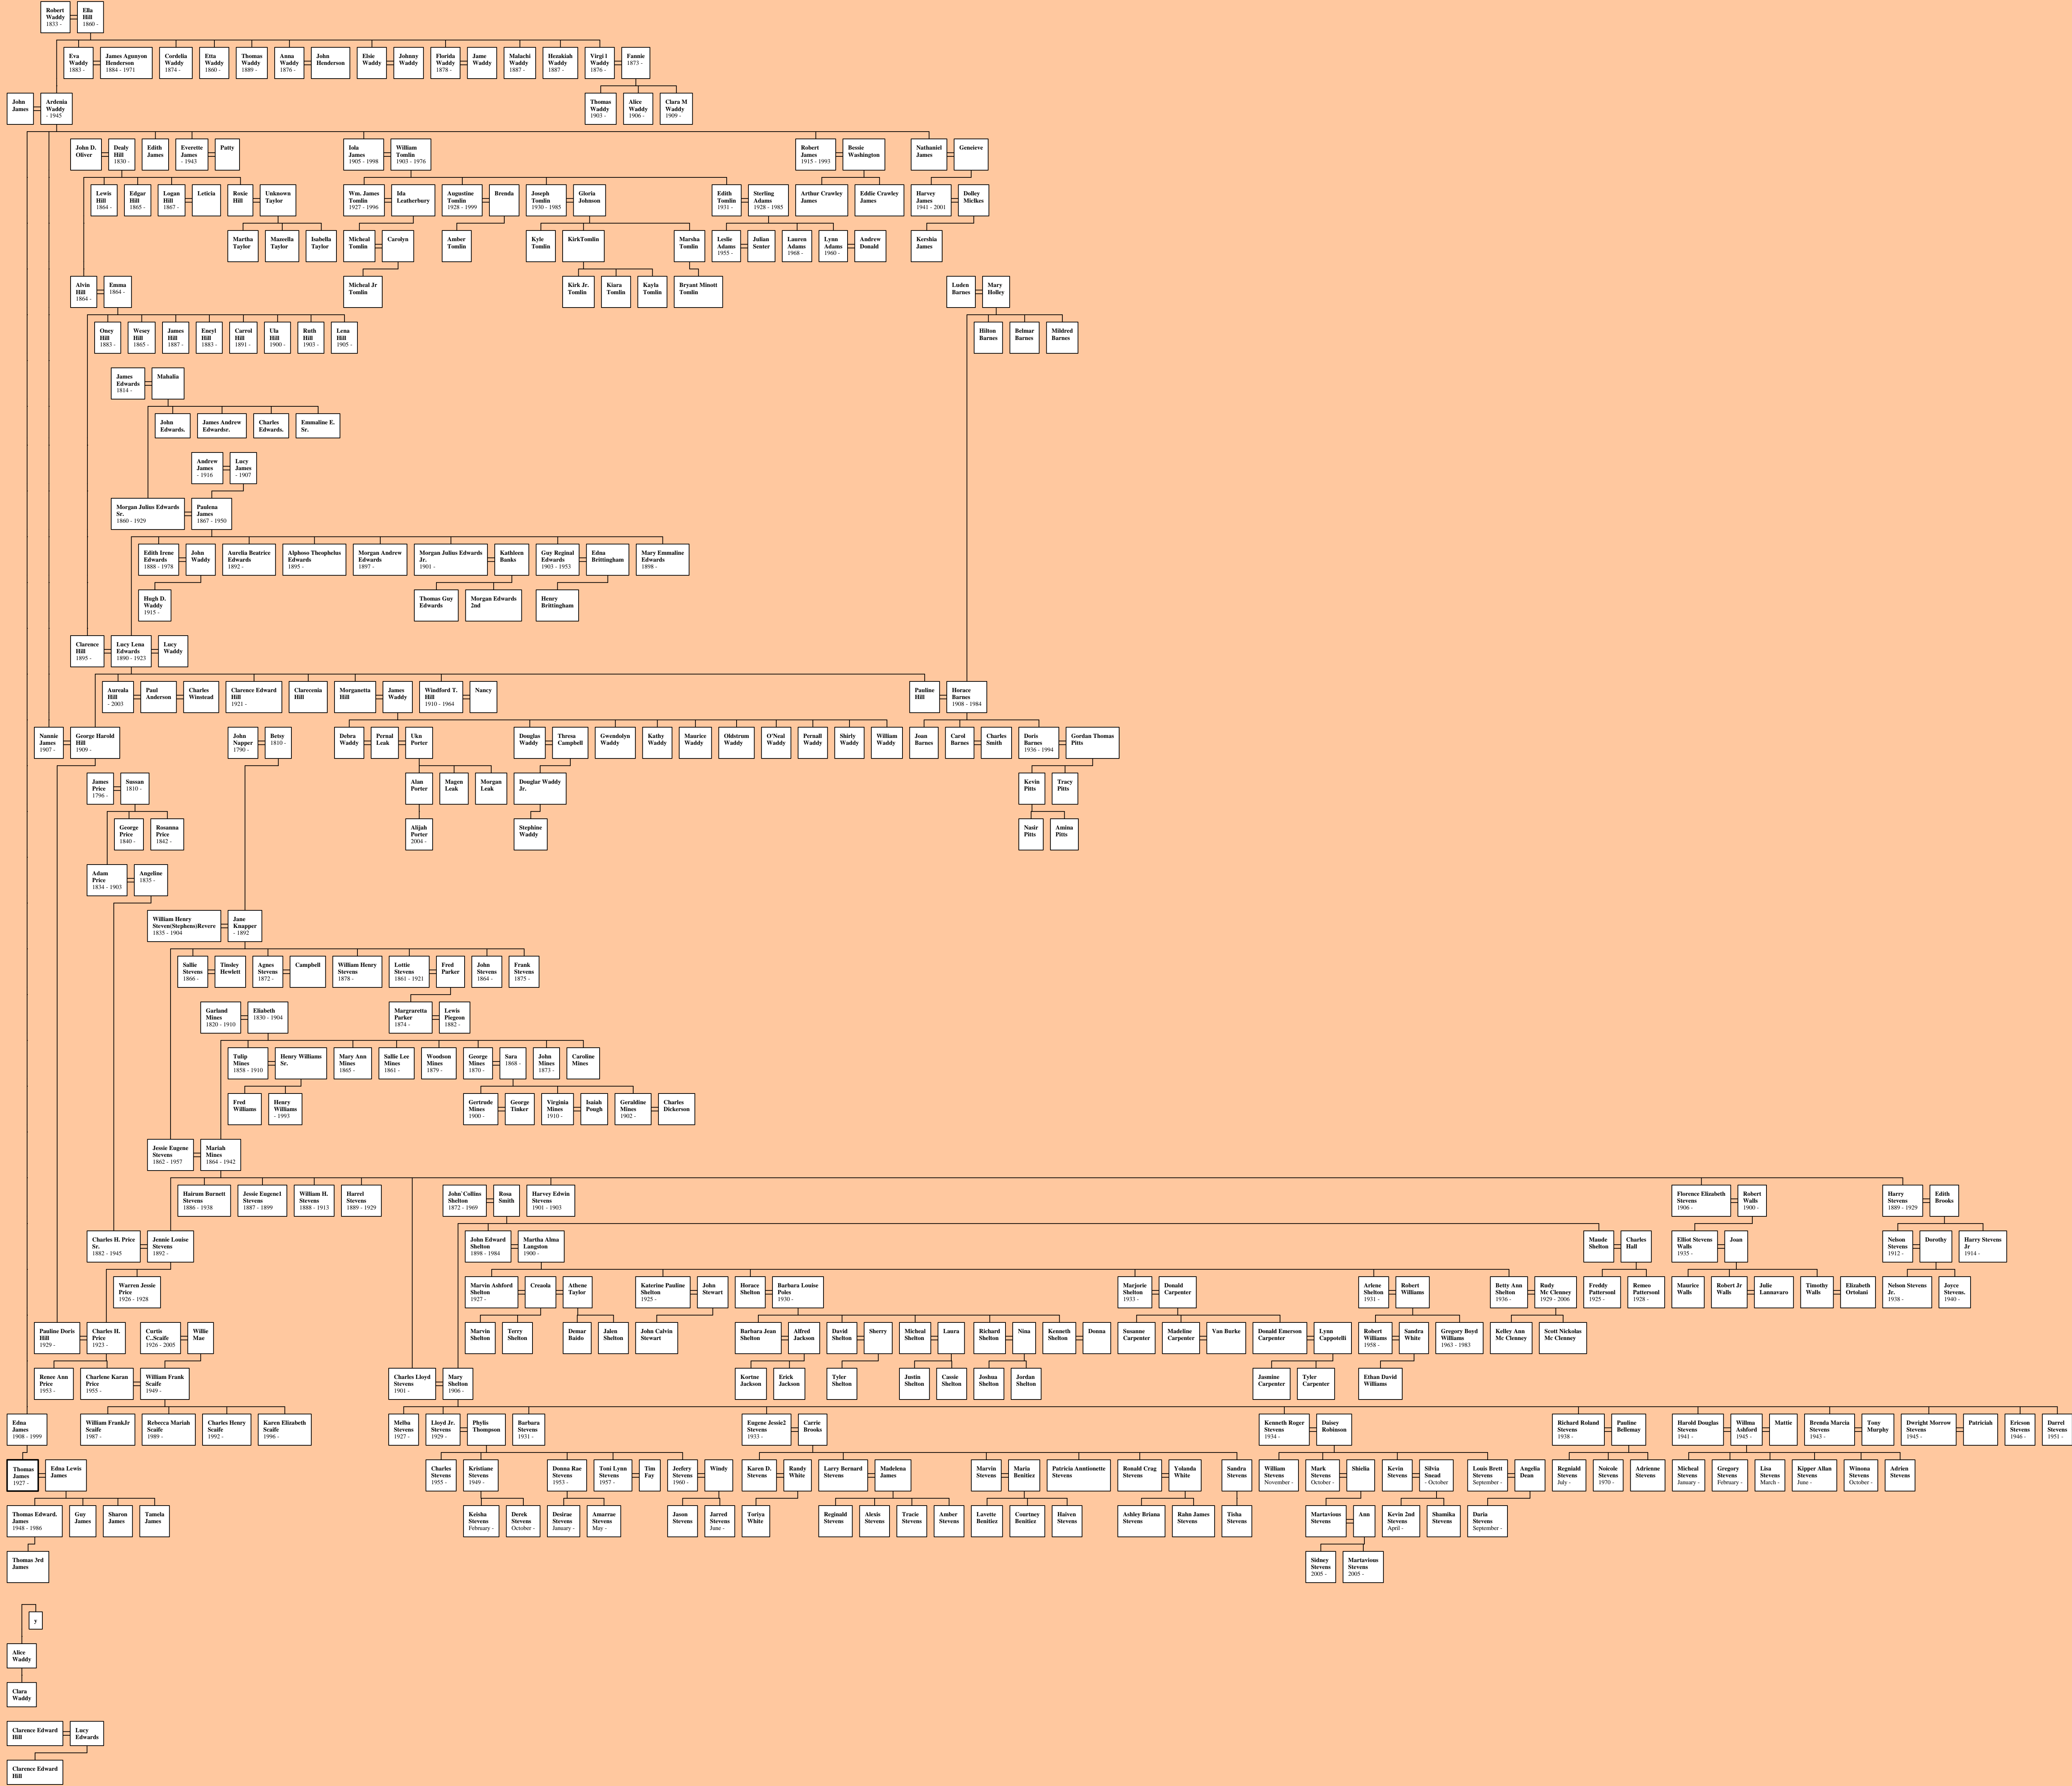 Robert
Waddy
1833 -
Ella
Hill
1860 -
Eva
Waddy
1883 -
James Agunyon
Henderson
1884 - 1971
Cordelia
Waddy
1874 -
Etta
Waddy
1860 -
Thomas
Waddy
1889 -
Anna
Waddy
1876 -
John
Henderson
Elsie
Waddy
Johnny
Waddy
Florida
Waddy
1878 -
Jame
Waddy
Malachi
Waddy
1887 -
Hezakiah
Waddy
1887 -
Virgi l
Waddy
1876 -
Fannie
1873 -
John
James
Ardenia
Waddy
- 1945
Thomas
Waddy
1903 -
Alice
Waddy
1906 -
Clara M
Waddy
1909 -
John D.
Oliver
Dealy
Hill
1830 -
Edith
James
Everette
James
- 1943
Patty
Iola
James
1905 - 1998
William
Tomlin
1903 - 1976
Robert
James
1915 - 1993
Bessie
Washington
Nathaniel
James
Geneieve
Lewis
Hill
1864 -
Edgar
Hill
1865 -
Logan
Hill
1867 -
Leticia
Roxie
Hill
Unknown
Taylor
Wm. James
Tomlin
1927 - 1996
Ida
Leatherbury
Augustine
Tomlin
1928 - 1999
Brenda
Joseph
Tomlin
1930 - 1985
Gloria
Johnson
Edith
Tomlin
1931 -
Sterling
Adams
1928 - 1985
Arthur Crawley
James
Eddie Crawley
James
Harvey
James
1941 - 2001
Dolley
Mielkes
Martha
Taylor
Mazeella
Taylor
Isabella
Taylor
Micheal
Tomlin
Carolyn
Amber
Tomlin
Kyle
Tomlin
KirkTomlin
Marsha
Tomlin
Leslie
Adams
1955 -
Julian
Senter
Lauren
Adams
1968 -
Lynn
Adams
1960 -
Andrew
Donald
Kershia
James
Alvin
Hill
1864 -
Emma
1864 -
Micheal Jr
Tomlin
Kirk Jr.
Tomlin
Kiara
Tomlin
Kayla
Tomlin
Bryant Minott
Tomlin
Luden
Barnes
Mary
Holley
Oney
Hill
1883 -
Wesey
Hill
1865 -
James
Hill
1887 -
Eneyl
Hill
1883 -
Carrol
Hill
1891 -
Ula
Hill
1900 -
Ruth
Hill
1903 -
Lena
Hill
1905 -
Hilton
Barnes
Belmar
Barnes
Mildred
Barnes
James
Edwards
1814 -
Mahalia
John
Edwards.
James Andrew
Edwardsr.
Charles
Edwards.
Emmaline E.
Sr.
Andrew
James
- 1916
Lucy
James
- 1907
Morgan Julius Edwards
Sr.
1860 - 1929
Paulena
James
1867 - 1950
Edith Irene
Edwards
1888 - 1978
John
Waddy
Aurelia Beatrice
Edwards
1892 -
Alphoso Theophelus
Edwards
1895 -
Morgan Andrew
Edwards
1897 -
Morgan Julius Edwards
Jr.
1901 -
Kathleen
Banks
Guy Reginal
Edwards
1903 - 1953
Edna
Brittingham
Mary Emmaline
Edwards
1898 -
Hugh D.
Waddy
1915 -
Thomas Guy
Edwards
Morgan Edwards
2nd
Henry
Brittingham
Clarence
Hill
1895 -
Lucy Lena
Edwards
1890 - 1923
Lucy
Waddy
Aureala
Hill
- 2003
Paul
Anderson
Charles
Winstead
Clarence Edward
Hill
1921 -
Clarecenia
Hill
Morganetta
Hill
James
Waddy
Windford T.
Hill
1910 - 1964
Nancy
Pauline
Hill
Horace
Barnes
1908 - 1984
Nannie
James
1907 -
George Harold
Hill
1909 -
John
Napper
1790 -
Betsy
1810 -
Debra
Waddy
Pernal
Leak
Ukn
Porter
Douglas
Waddy
Thresa
Campbell
Gwendolyn
Waddy
Kathy
Waddy
Maurice
Waddy
Oldstrum
Waddy
O'Neal
Waddy
Pernall
Waddy
Shirly
Waddy
William
Waddy
Joan
Barnes
Carol
Barnes
Charles
Smith
Doris
Barnes
1936 - 1994
Gordan Thomas
Pitts
James
Price
1796 -
Sussan
1810 -
Alan
Porter
Magen
Leak
Morgan
Leak
Douglar Waddy
Jr.
Kevin
Pitts
Tracy
Pitts
George
Price
1840 -
Rosanna
Price
1842 -
Alijah
Porter
2004 -
Stephine
Waddy
Nasir
Pitts
Amina
Pitts
Adam
Price
1834 - 1903
Angeline
1835 -
William Henry
Steven(Stephens)Revere
1835 - 1904
Jane
Knapper
- 1892
Sallie
Stevens
1866 -
Tinsley
Hewlett
Agnes
Stevens
1872 -
Campbell
William Henry
Stevens
1878 -
Lottie
Stevens
1861 - 1921
Fred
Parker
John
Stevens
1864 -
Frank
Stevens
1875 -
Garland
Mines
1820 - 1910
Eliabeth
1830 - 1904
Margraretta
Parker
1874 -
Lewis
Piegeon
1882 -
Tulip
Mines
1858 - 1910
Henry Williams
Sr.
Mary Ann
Mines
1865 -
Sallie Lee
Mines
1861 -
Woodson
Mines
1879 -
George
Mines
1870 -
Sara
1868 -
John
Mines
1873 -
Caroline
Mines
Fred
Williams
Henry
Williams
- 1993
Gertrude
Mines
1900 -
George
Tinker
Virginia
Mines
1910 -
Isaiah
Pough
Geraldine
Mines
1902 -
Charles
Dickerson
Jessie Eugene
Stevens
1862 - 1957
Mariah
Mines
1864 - 1942
Hairum Burnett
Stevens
1886 - 1938
Jessie Eugene1
Stevens
1887 - 1899
William H.
Stevens
1888 - 1913
Harrel
Stevens
1889 - 1929
John`Collins
Shelton
1872 - 1969
Rosa
Smith
Harvey Edwin
Stevens
1901 - 1903
Florence Elizabeth
Stevens
1906 -
Robert
Walls
1900 -
Harry
Stevens
1889 - 1929
Edith
Brooks
Charles H. Price
Sr.
1882 - 1945
Jennie Louise
Stevens
1892 -
John Edward
Shelton
1898 - 1984
Martha Alma
Langston
1900 -
Maude
Shelton
Charles
Hall
Elliot Stevens
Walls
1935 -
Joan
Nelson
Stevens
1912 -
Dorothy
Harry Stevens
Jr
1914 -
Warren Jessie
Price
1926 - 1928
Marvin Ashford
Shelton
1927 -
Creaola
Athene
Taylor
Katerine Pauline
Shelton
1925 -
John
Stewart
Horace
Shelton
Barbara Louise
Poles
1930 -
Marjorie
Shelton
1933 -
Donald
Carpenter
Arlene
Shelton
1931 -
Robert
Williams
Betty Ann
Shelton
1936 -
Rudy
Mc Clenney
1929 - 2006
Freddy
Pattersonl
1925 -
Remeo
Pattersonl
1928 -
Maurice
Walls
Robert Jr
Walls
Julie
Lannavaro
Timothy
Walls
Elizabeth
Ortolani
Nelson Stevens
Jr.
1938 -
Joyce
Stevens.
1940 -
Pauline Doris
Hill
1929 -
Charles H.
Price
1923 -
Curtis
C..Scaife
1926 - 2005
Willie
Mae
Marvin
Shelton
Terry
Shelton
Demar
Baido
Jalen
Shelton
John Calvin
Stewart
Barbara Jean
Shelton
Alfred
Jackson
David
Shelton
Sherry
Micheal
Shelton
Laura
Richard
Shelton
Nina
Kenneth
Shelton
Donna
Susanne
Carpenter
Madeline
Carpenter
Van Burke
Donald Emerson
Carpenter
Lynn
Cappotelli
Robert
Williams
1958 -
Sandra
White
Gregory Boyd
Williams
1963 - 1983
Kelley Ann
Mc Clenney
Scott Nickolas
Mc Clenney
Renee Ann
Price
1953 -
Charlene Karan
Price
1955 -
William Frank
Scaife
1949 -
Charles Lloyd
Stevens
1901 -
Mary
Shelton
1906 -
Kortne
Jackson
Erick
Jackson
Tyler
Shelton
Justin
Shelton
Cassie
Shelton
Joshua
Shelton
Jordan
Shelton
Jasmine
Carpenter
Tyler
Carpenter
Ethan David
Williams
Edna
James
1908 - 1999
William FrankJr
Scaife
1987 -
Rebecca Mariah
Scaife
1989 -
Charles Henry
Scaife
1992 -
Karen Elizabeth
Scaife
1996 -
Melba
Stevens
1927 -
Lloyd Jr.
Stevens
1929 -
Phylis
Thompson
Barbara
Stevens
1931 -
Eugene Jessie2
Stevens
1933 -
Carrie
Brooks
Kenneth Roger
Stevens
1934 -
Daisey
Robinson
Richard Roland
Stevens
1938 -
Pauline
Bellemay
Harold Douglas
Stevens
1941 -
Willma
Ashford
1945 -
Mattie
Brenda Marcia
Stevens
1943 -
Tony
Murphy
Dwright Morrow
Stevens
1945 -
Patriciah
Ericson
Stevens
1946 -
Darrel
Stevens
1951 -
Thomas
James
1927 -
Edna Lewis
James
Charles
Stevens
1955 -
Kristiane
Stevens
1949 -
Donna Rae
Stevens
1953 -
Toni Lynn
Stevens
1957 -
Tim
Fay
Jeefery
Stevens
1960 -
Windy
Karen D.
Stevens
Randy
White
Larry Bernard
Stevens
Madelena
James
Marvin
Stevens
Maria
Benitiez
Patricia Anntionette
Stevens
Ronald Crag
Stevens
Yolanda
White
Sandra
Stevens
William
Stevens
November -
Mark
Stevens
October -
Shielia
Kevin
Stevens
Silvia
Snead
- October
Louis Brett
Stevens
September -
Angelia
Dean
Regniald
Stevens
July -
Noicole
Stevens
1970 -
Adrienne
Stevens
Micheal
Stevens
January -
Gregory
Stevens
February -
Lisa
Stevens
March -
Kipper Allan
Stevens
June -
Winona
Stevens
October -
Adrien
Stevens
Thomas Edward.
James
1948 - 1986
Guy
James
Sharon
James
Tamela
James
Keisha
Stevens
February -
Derek
Stevens
October -
Desirae
Stevens
January -
Amarrae
Stevens
May -
Jason
Stevens
Jarred
Stevens
June -
Toriya
White
Reginald
Stevens
Alexis
Stevens
Tracie
Stevens
Amber
Stevens
Lavette
Benitiez
Courtney
Benitiez
Haiven
Stevens
Ashley Briana
Stevens
Rahn James
Stevens
Tisha
Stevens
Martavious
Stevens
Ann
Kevin 2nd
Stevens
April -
Shamika
Stevens
Daria
Stevens
September -
Thomas 3rd
James
Sidney
Stevens
2005 -
Martavious
Stevens
2005 -
y
Alice
Waddy
Clara
Waddy
Clarence Edward
Hill
Lucy
Edwards
Clarence Edward
Hill